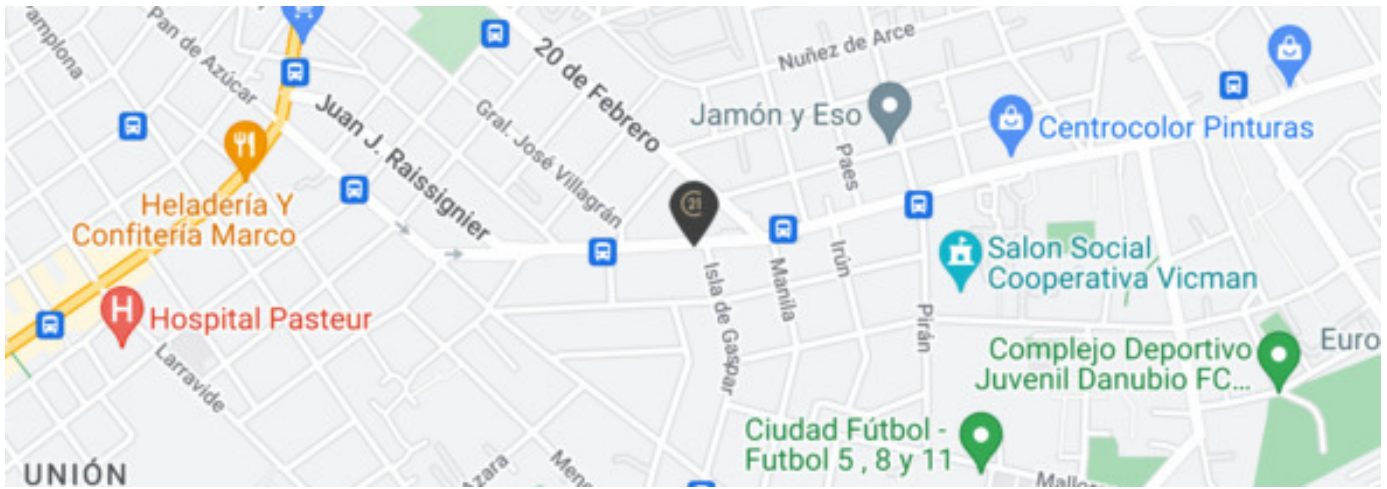 Pan de Azúcar
20 de Febrero
Nuñez de Arce
Juan J. Raissignier
Gral. José Villagrán
Jamón y Eso
Paes
Centrocolor Pinturas
21
Heladería Y
Confitería Marco
Isla de Gaspar
Manila
Irún
Pirán
Salon Social
Cooperativa Vicman
H
Hospital Pasteur
Larravide
Complejo Deportivo
Juvenil Danubio FC...
Euro
Ciudad Fútbol -
Futbol 5 , 8 y 11
UNIÓN
Azara